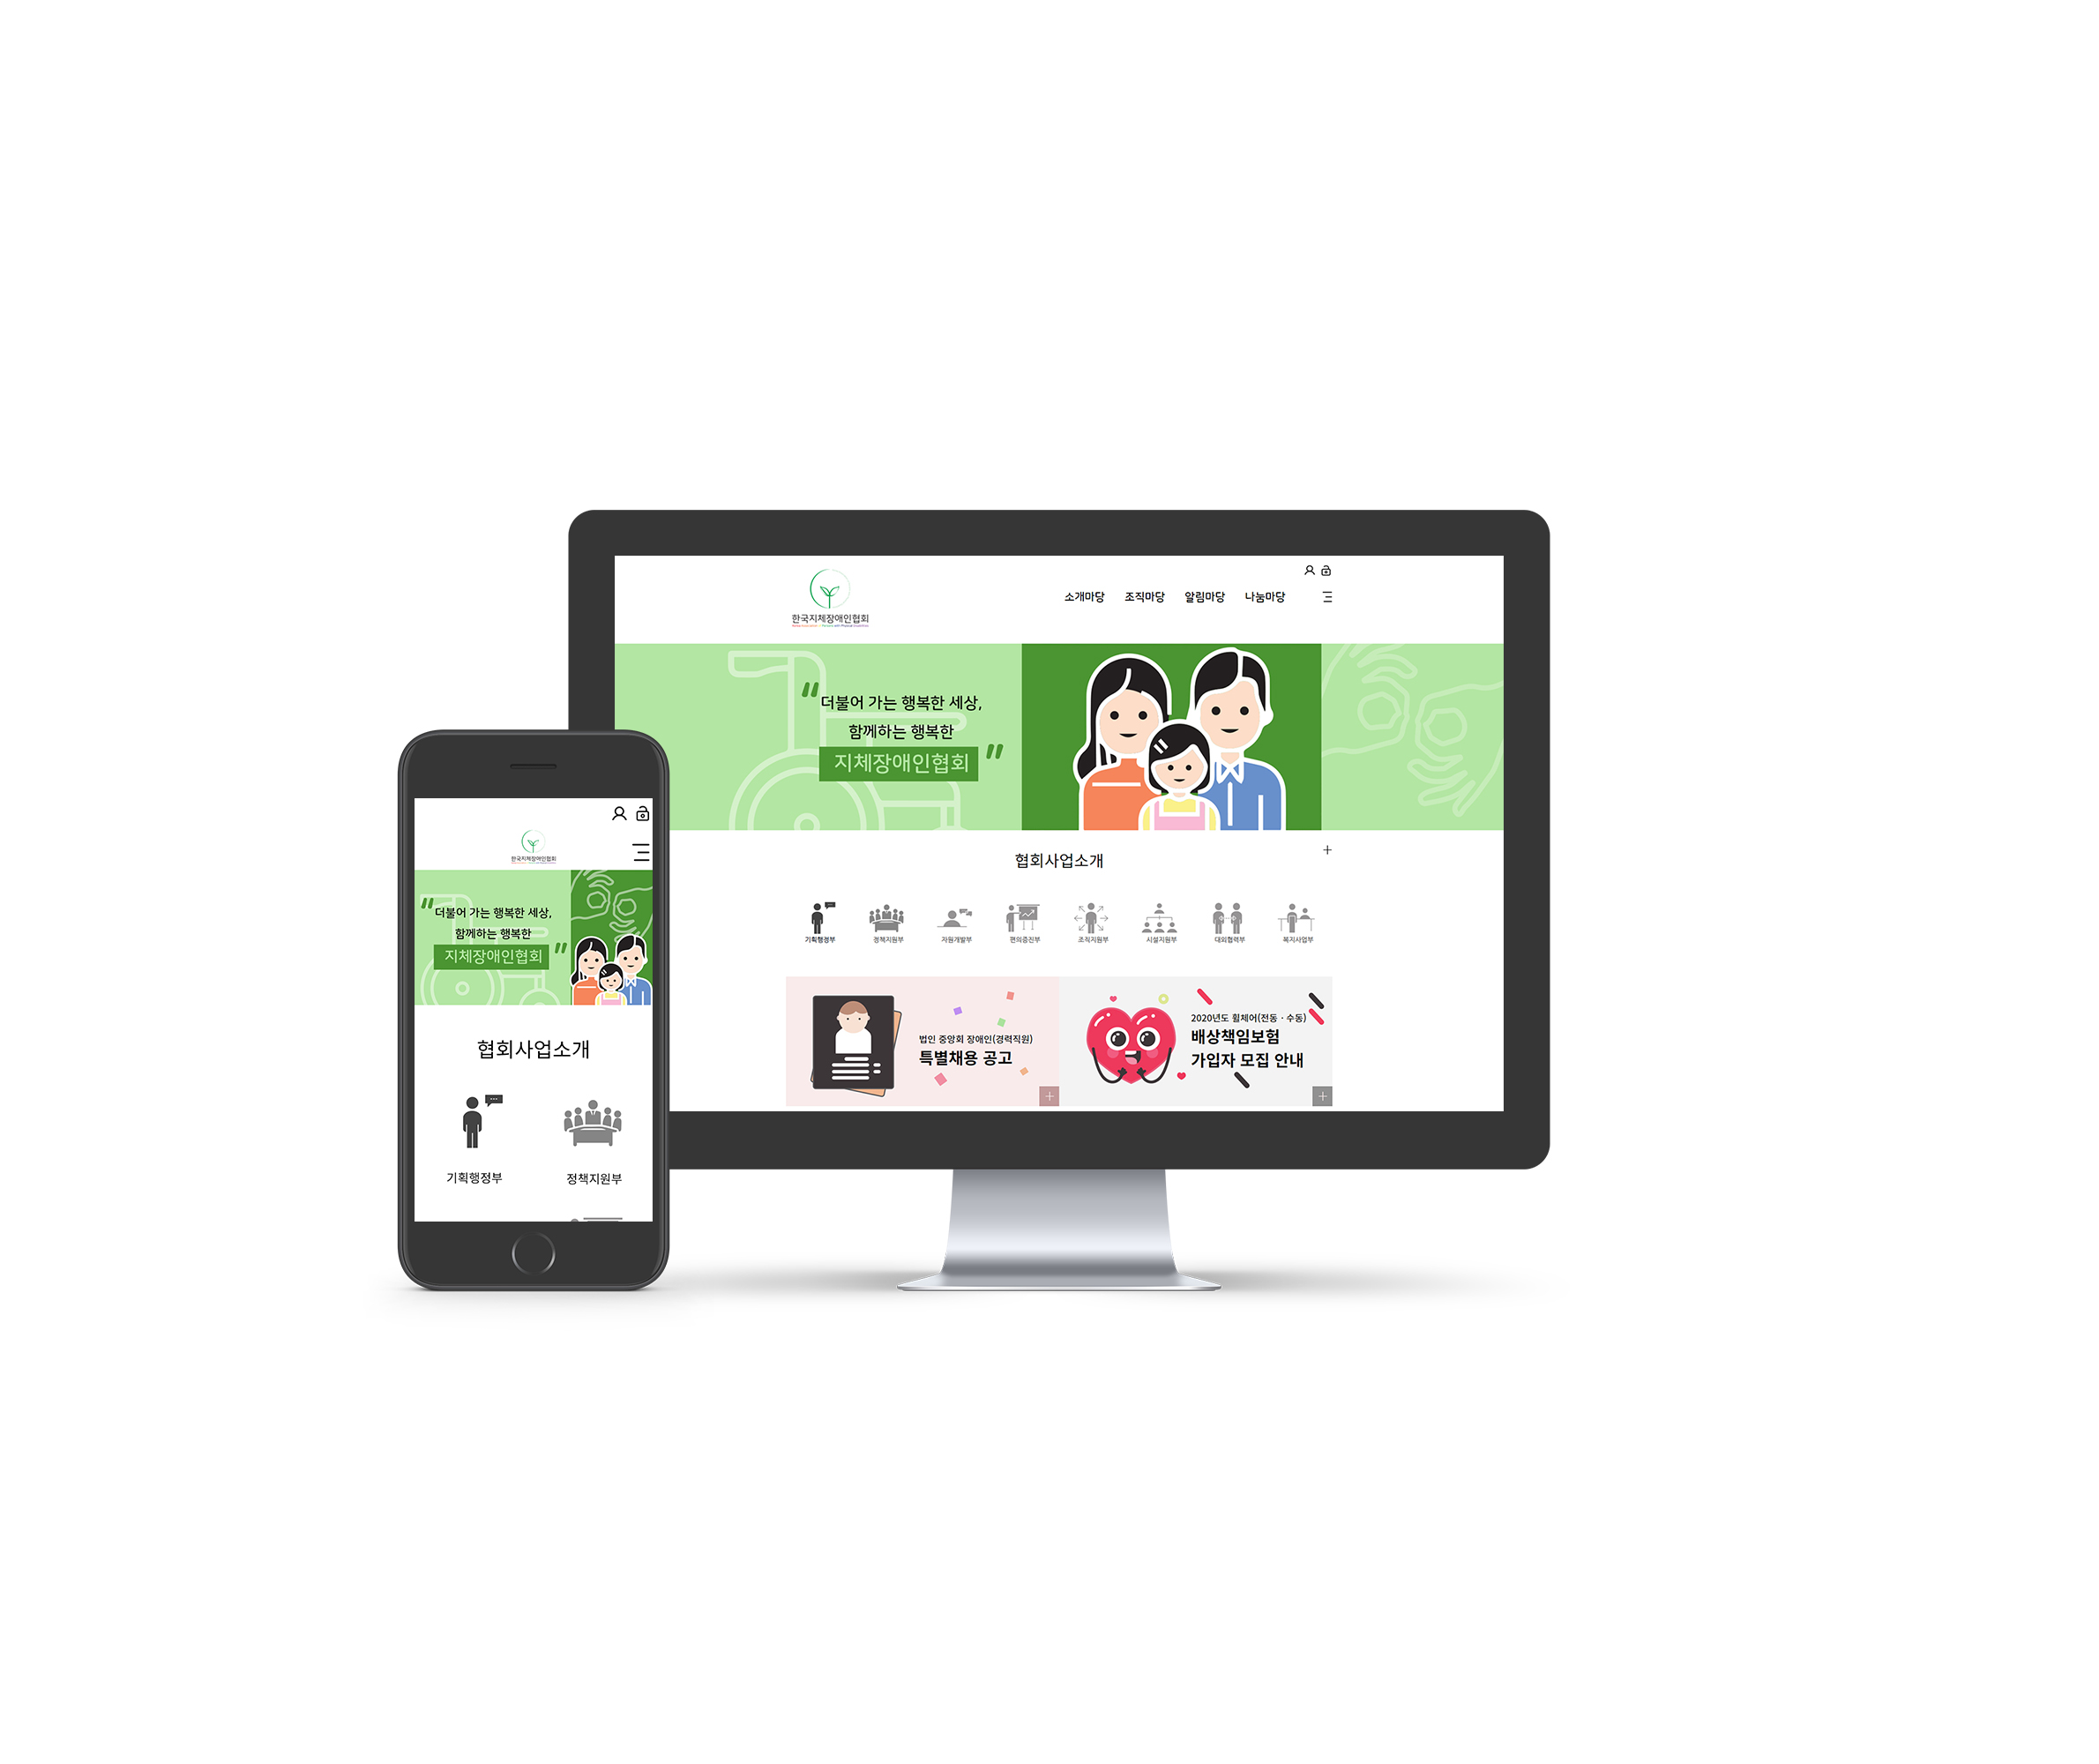 한국지체장애인협회
소개마당 조직마당 알림마당 나눔마당
"더불어 가는 행복한 세상,
함께하는 행복한
지체장애인협회"
협회사업소개
기획행정부 정책지원부 자원개발부 편의증진부 조직지원부 시설지원부 대외협력부 복지사업부
법인 중앙회 장애인(경력직원)
특별채용 공고
2020년도 휠체어(전동 · 수동)
배상책임보험
가입자 모집 안내
한국지체장애인협회
"더불어 가는 행복한 세상,
함께하는 행복한
지체장애인협회"
협회사업소개
기획행정부 정책지원부